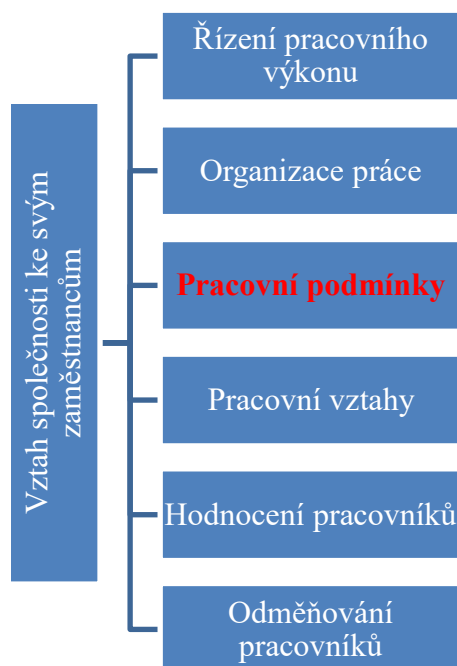 Vztah společnosti ke svým
zaměstnancům
Řízení pracovního
výkonu
Organizace práce
Pracovní podmínky
Pracovní vztahy
Hodnocení pracovníků
Odměňování
pracovníků